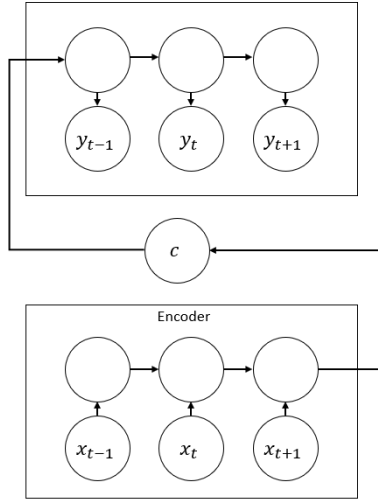 y_{t-1} y_t y_{t+1}
c
Encoder
x_{t-1} x_t x_{t+1}